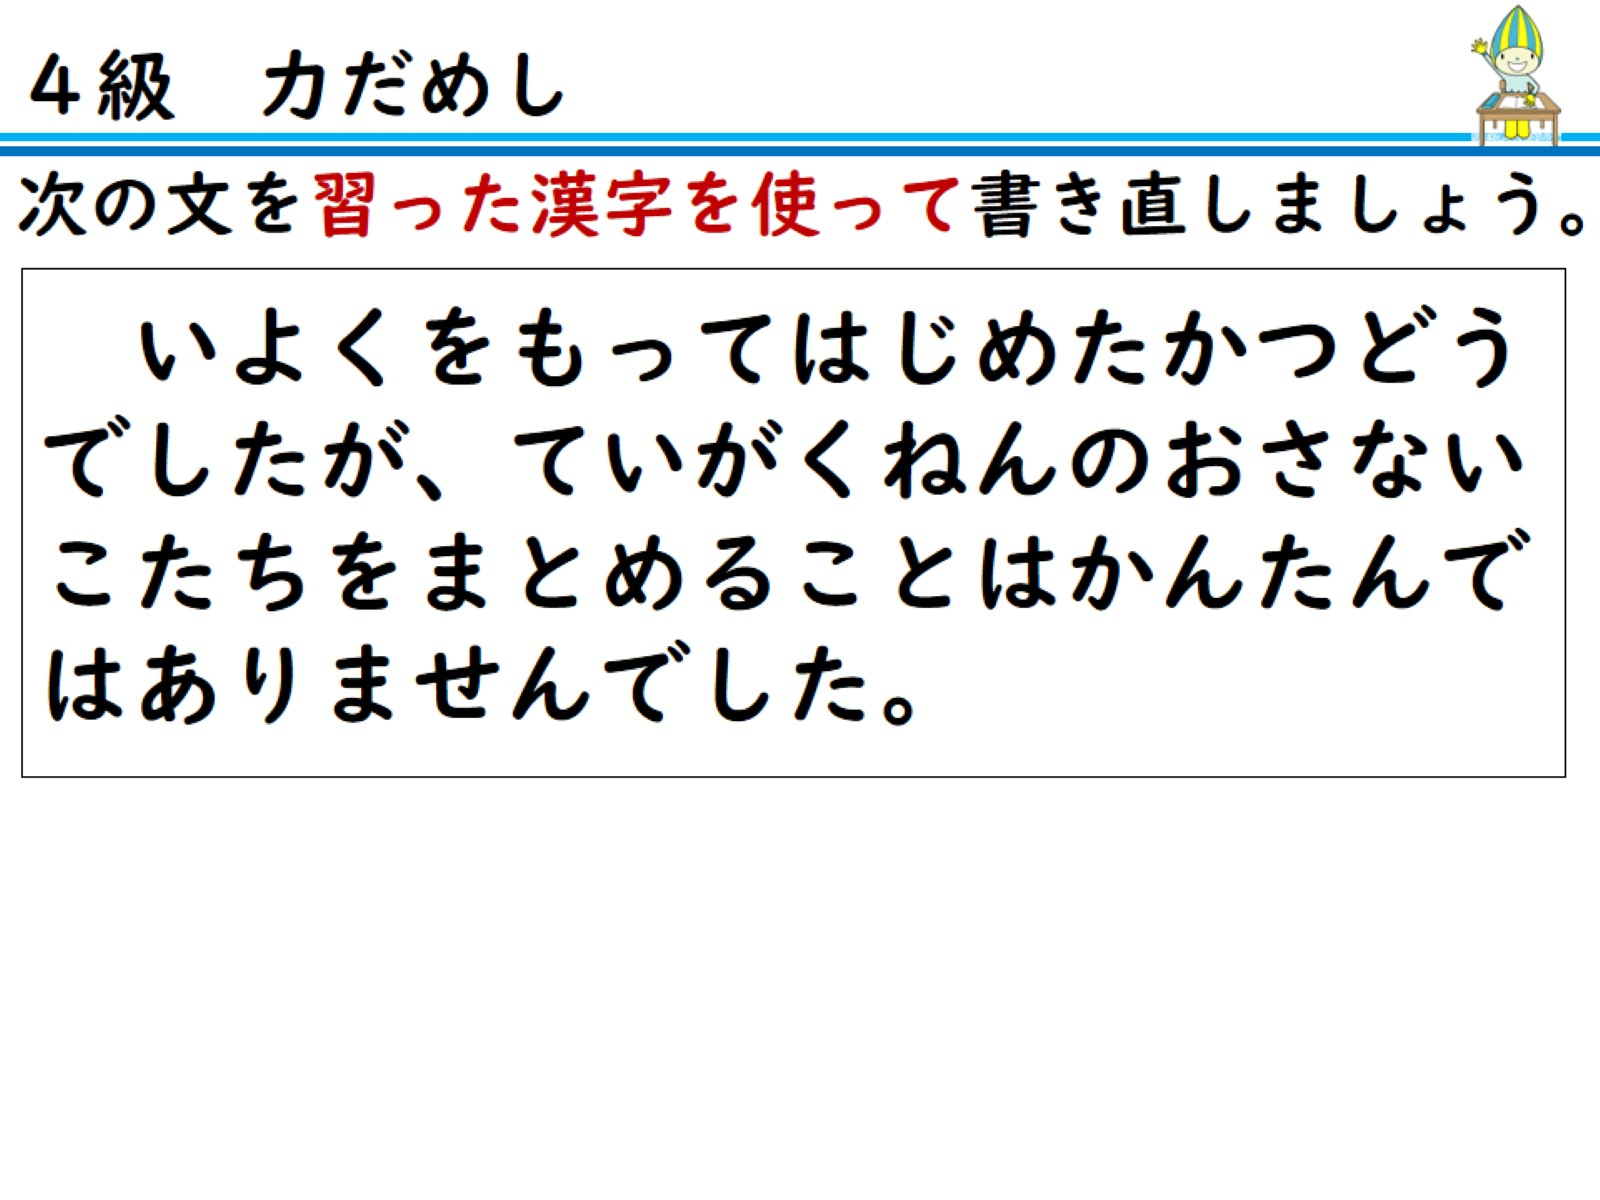 ４級　力だめし
次の文を習った漢字を使って書き直しましょう。
　いよくをもってはじめたかつどう
でしたが、ていがくねんのおさない
こたちをまとめることはかんたんで
はありませんでした。